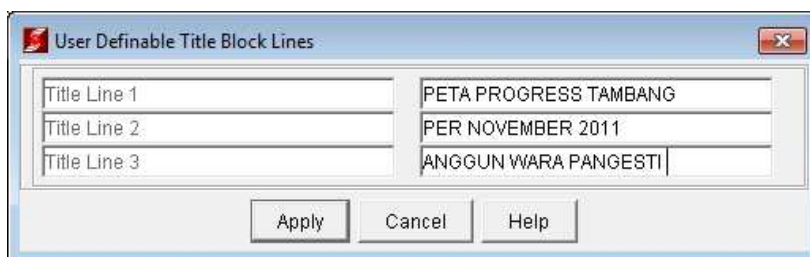 User Definable Title Block Lines
Title Line 1 PETA PROGRESS TAMBANG
Title Line 2 PER NOVEMBER 2011
Title Line 3 ANGGUN WARA PANGESTI
Apply Cancel Help